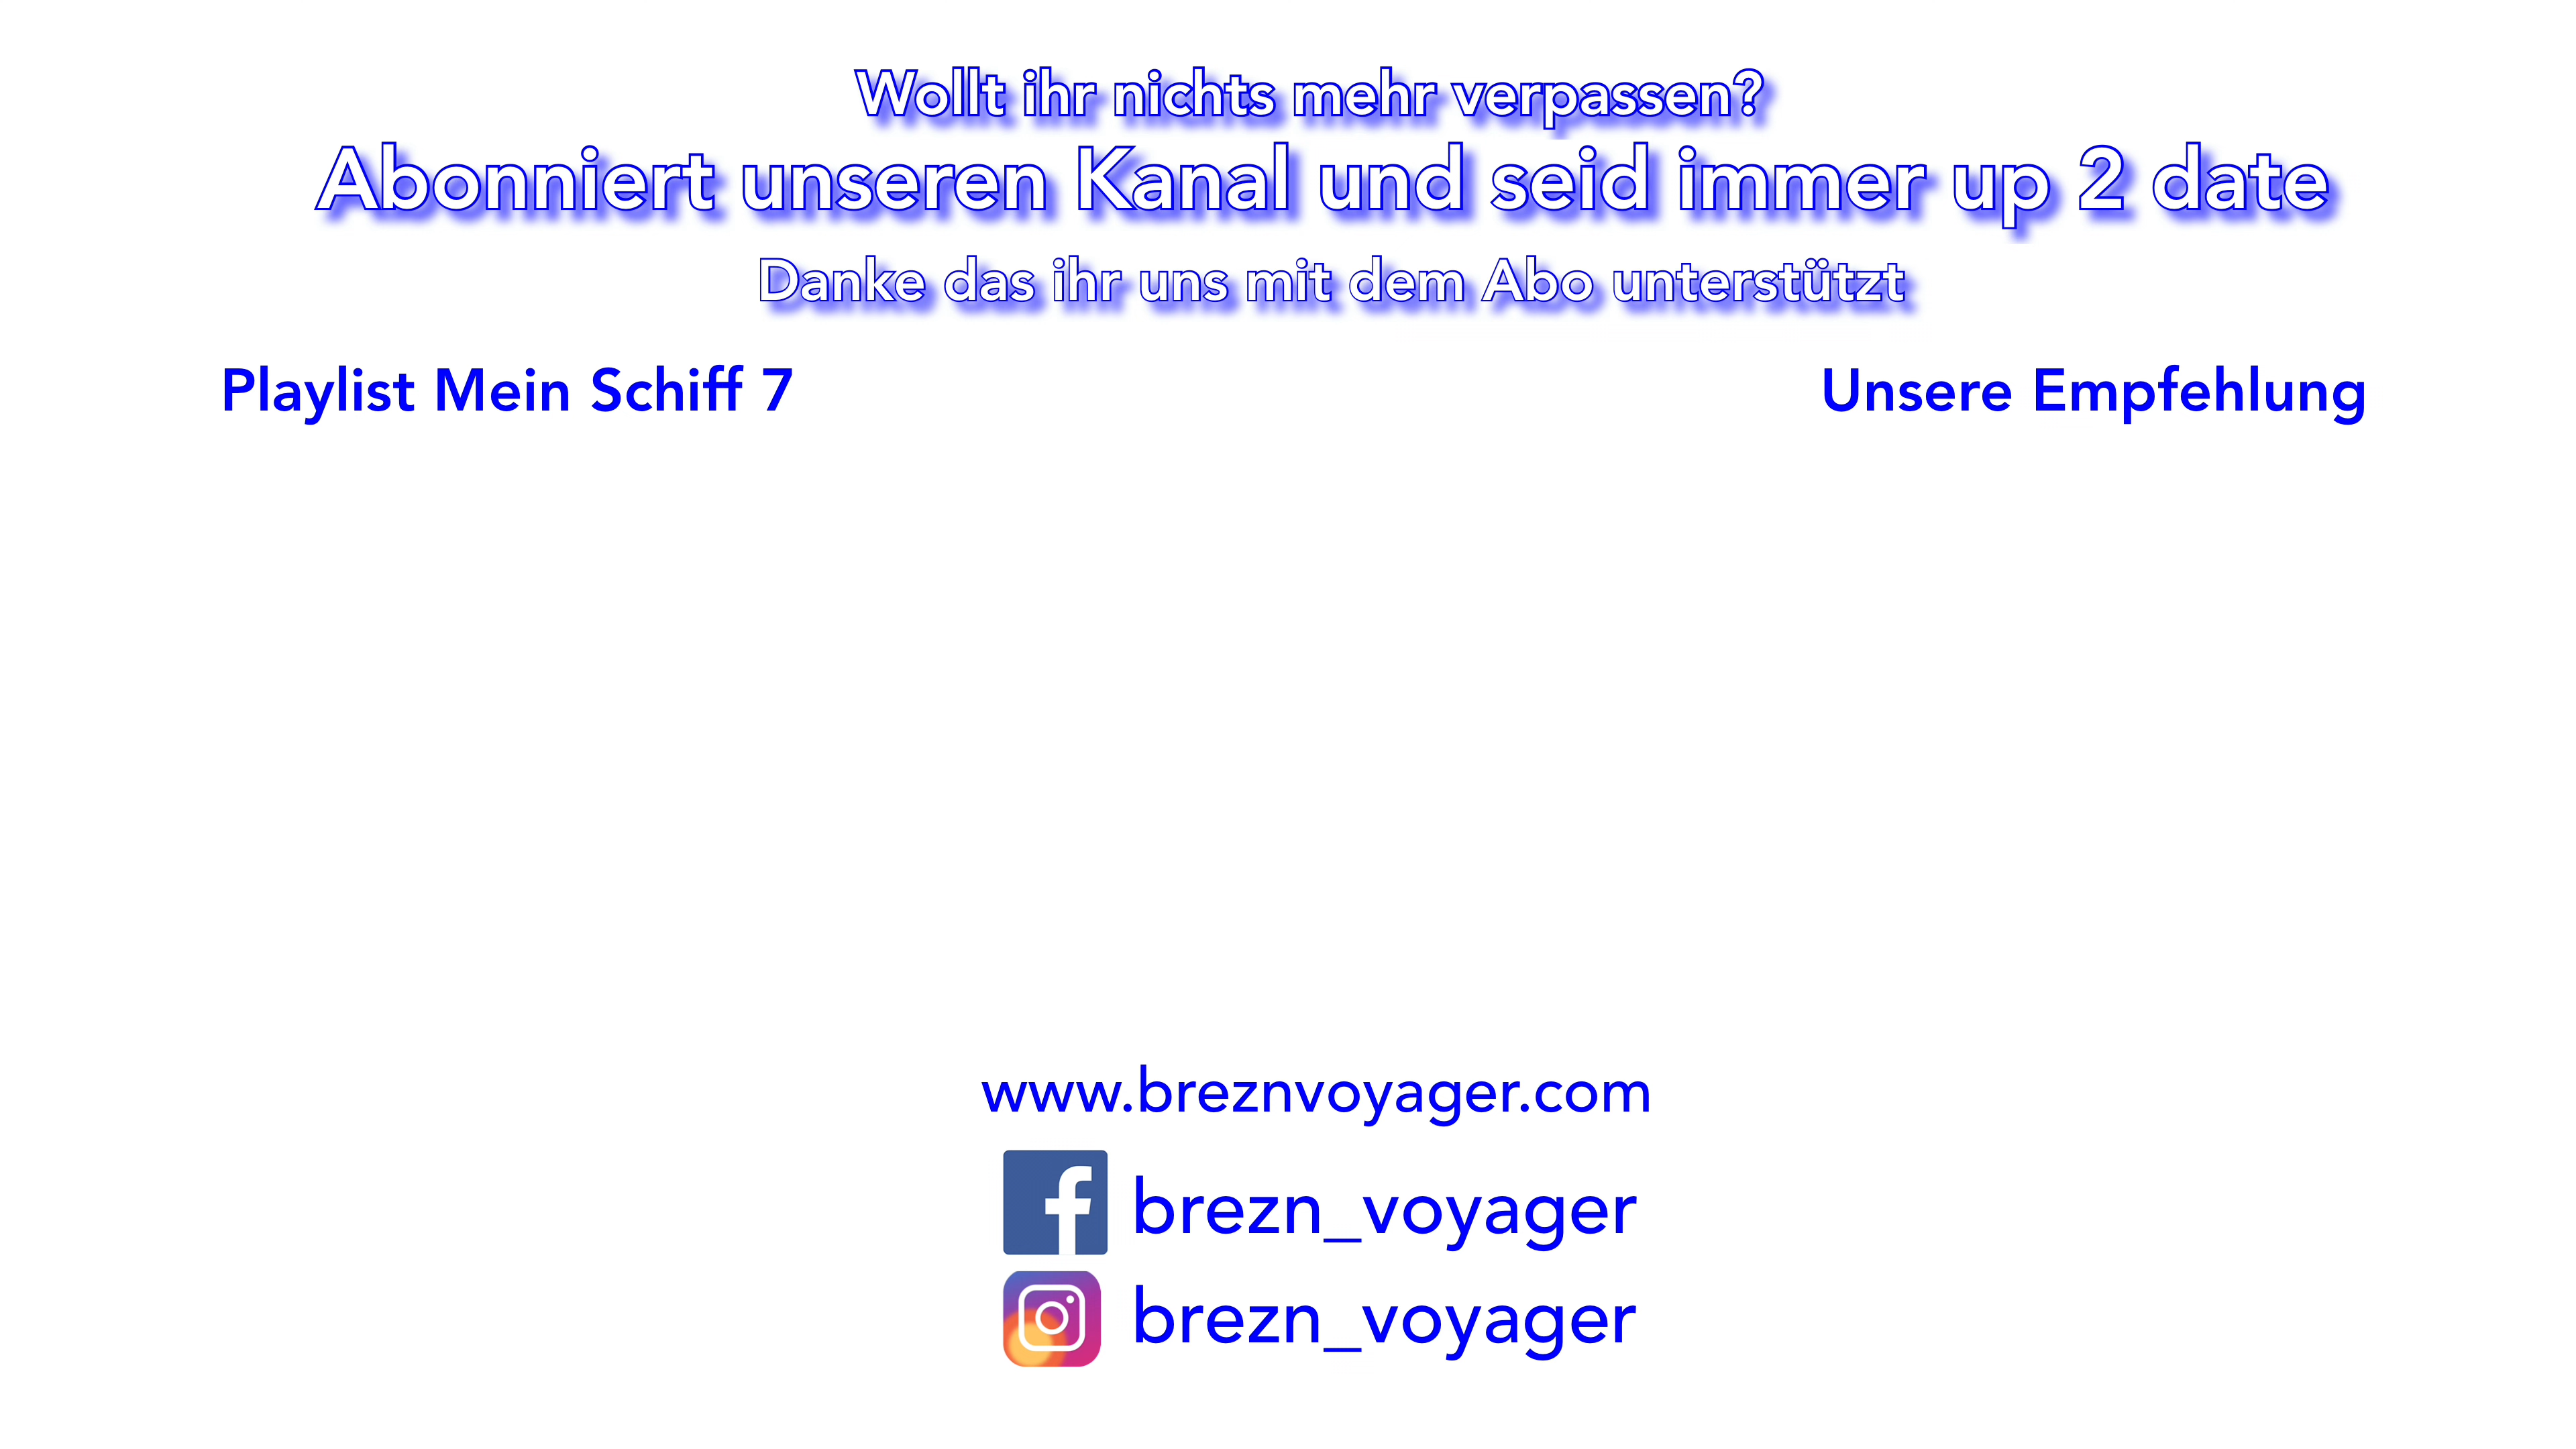 Wollt ihr nichts mehr verpassen?
Abonniert unseren Kanal und seid immer up 2 date
Danke das ihr uns mit dem Abo unterstützt
Playlist Mein Schiff 7
Unsere Empfehlung
www.breznvoyager.com
brezn_voyager
brezn_voyager